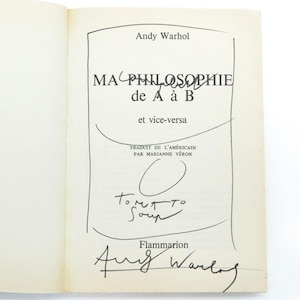 Andy Warhol
MA PHILOSOPHIE
Campbell
de A à B
et vice-versa
TRADUIT DE L'AMÉRICAIN
PAR MARIANNE VÉRON
TOMATO
Soup
Flammarion
Andy Warhol